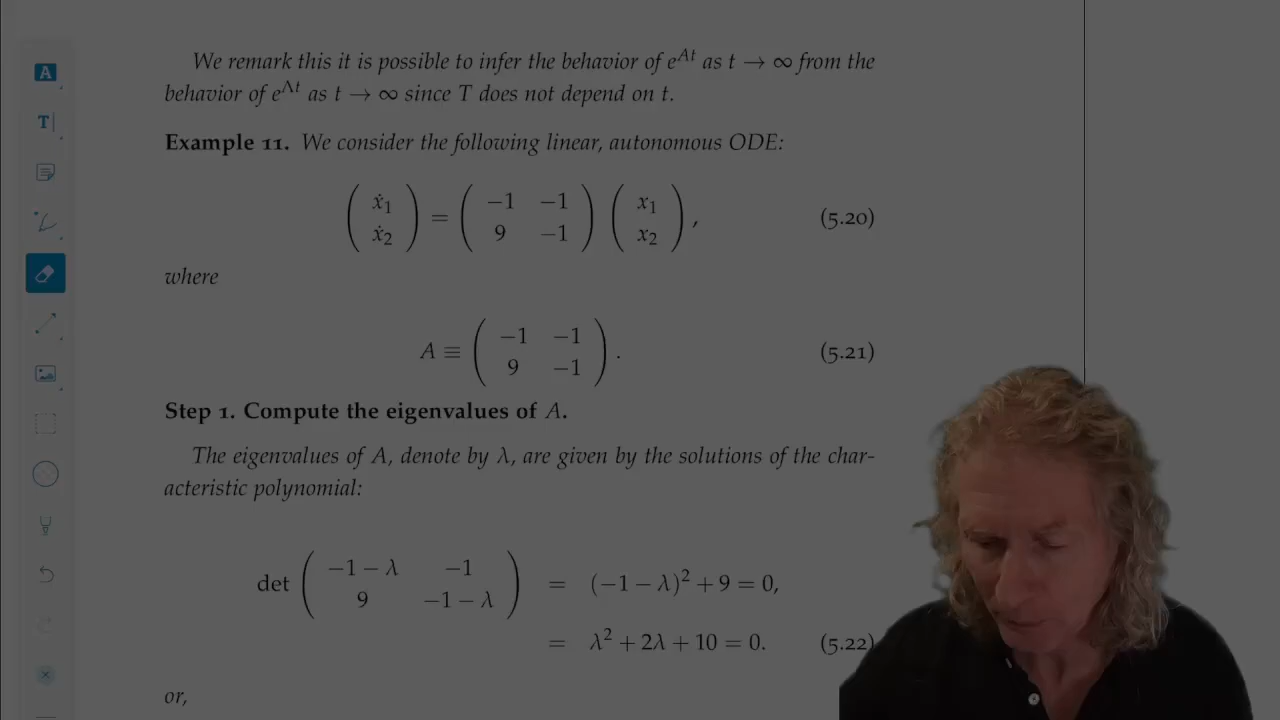 We remark this it is possible to infer the behavior of e^{At} as t → ∞ from the
behavior of e^{Λt} as t → ∞ since T does not depend on t.
Example 11. We consider the following linear, autonomous ODE:
( ẋ1 ẋ2 ) = ( −1 −1 9 −1 ) ( x1 x2 ), (5.20)
where
A ≡ ( −1 −1 9 −1 ). (5.21)
Step 1. Compute the eigenvalues of A.
The eigenvalues of A, denote by λ, are given by the solutions of the char-
acteristic polynomial:
det ( −1 − λ −1 9 −1 − λ ) = (−1 − λ)² + 9 = 0,
= λ² + 2λ + 10 = 0. (5.22)
or,